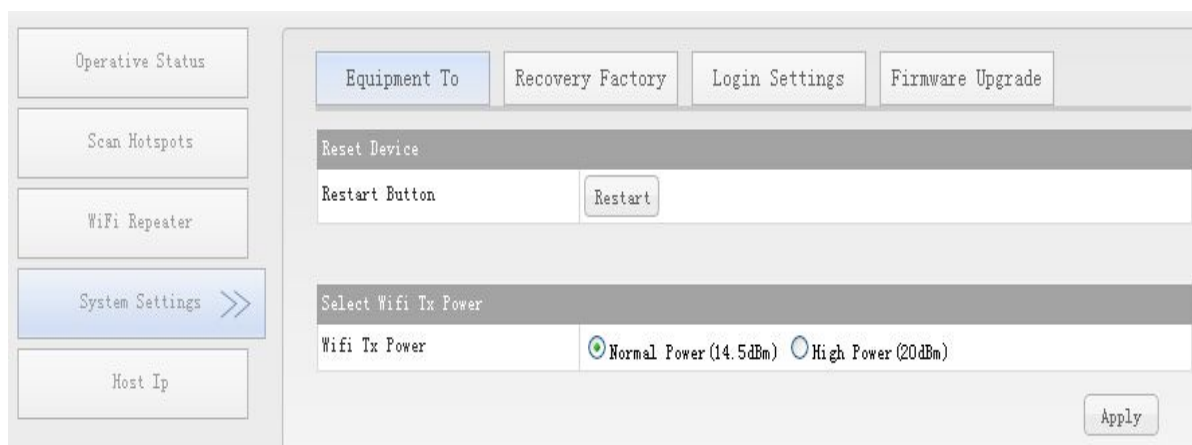 Operative Status
Scan Hotspots
WiFi Repeater
System Settings
Host Ip
Equipment To Recovery Factory Login Settings Firmware Upgrade
Reset Device
Restart Button Restart
Select Wifi Tx Power
Wifi Tx Power Normal Power(14.5dBm) High Power(20dBm)
Apply